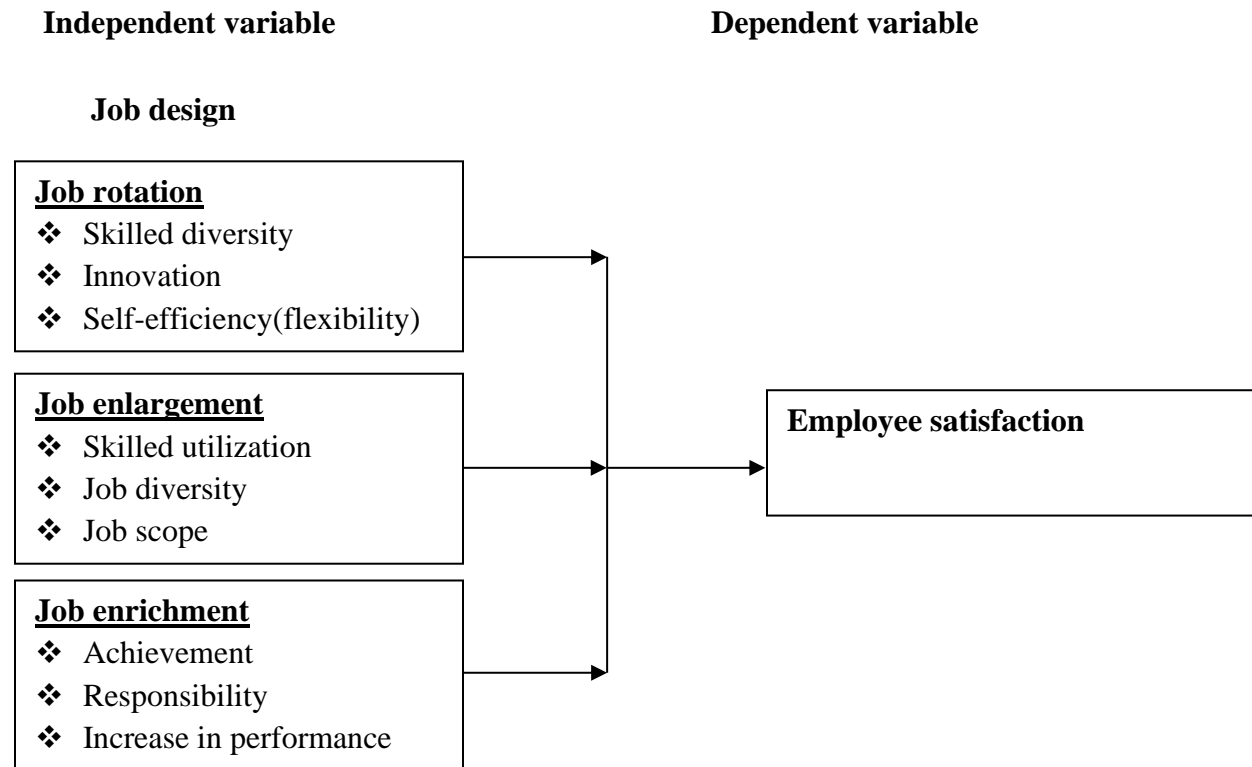 Independent variable
Dependent variable
Job design
Job rotation
❖ Skilled diversity
❖ Innovation
❖ Self-efficiency(flexibility)
Job enlargement
❖ Skilled utilization
❖ Job diversity
❖ Job scope
Employee satisfaction
Job enrichment
❖ Achievement
❖ Responsibility
❖ Increase in performance